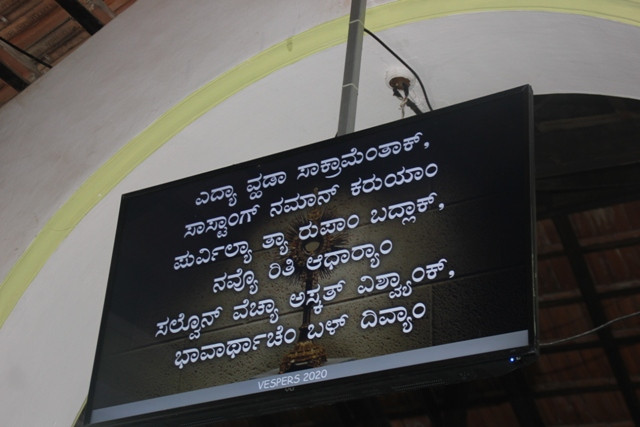 ಎದ್ಯಾ ವ್ಹಡಾ ಸಾಕ್ರಾಮೆಂತಾಕ್,
ಸಾಸ್ಟಾಂಗ್ ನಮಾನ್ ಕರುಯಾಂ
ಪುರ್ವಿಲ್ಯಾ ತ್ಯಾ ರುಪಾಂ ಬದ್ಲಾಕ್,
ನವ್ಯೊ ರಿತಿ ಆಧಾರ‍್ಯಾಂ
ಸಲ್ವೊನ್ ವೆಚ್ಯಾ ಅಸ್ಕತ್ ವಿಶ್ವ್ಯಾಂಕ್,
ಭಾವಾರ್ಥಾಚೆಂ ಬಳ್ ದಿವ್ಯಾಂ
VESPERS 2020